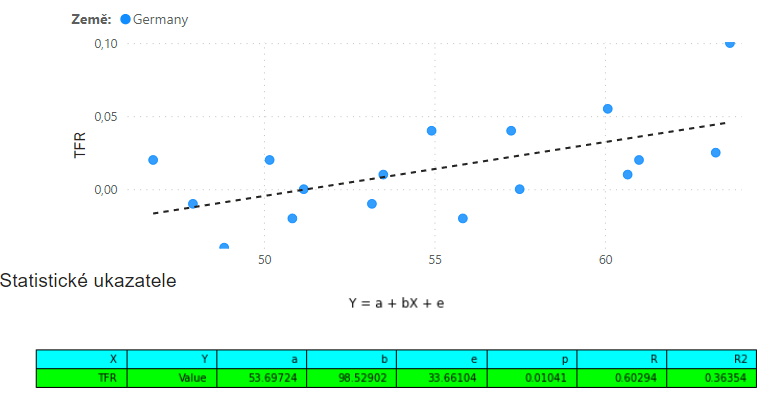 Země: Germany
0,10
0,05
TFR
0,00
50 55 60
Statistické ukazatele
Y = a + bX + e
X Y a b e p R R2
TFR Value 53.69724 98.52902 33.66104 0.01041 0.60294 0.36354